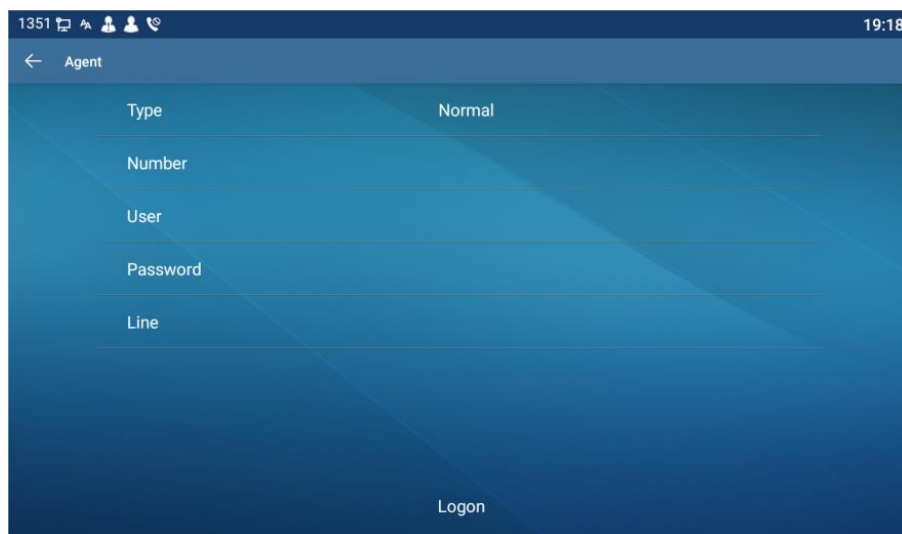 1351 19:18
Agent
Type Normal
Number
User
Password
Line
Logon